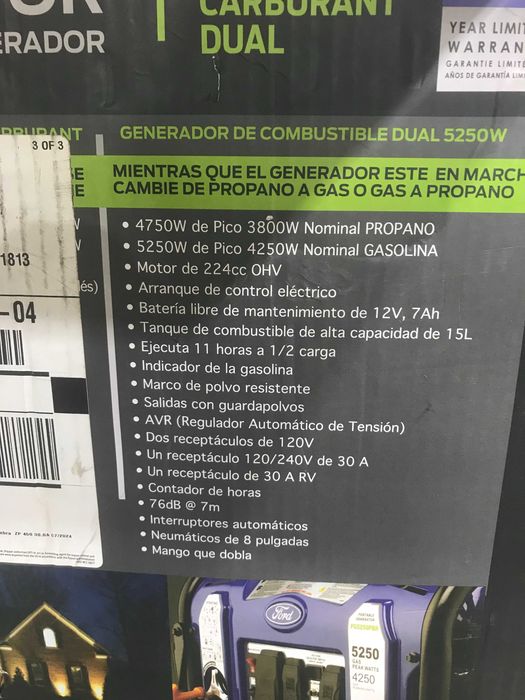 CARBURANT
ERADOR
DUAL
YEAR LIMIT
WARRAN
GARANTIE LIMITÉ
AÑOS DE GARANTÍA LIM
GENERADOR DE COMBUSTIBLE DUAL 5250W
3 OF 3
MIENTRAS QUE EL GENERADOR ESTE EN MARCH
CAMBIE DE PROPANO A GAS O GAS A PROPANO
• 4750W de Pico 3800W Nominal PROPANO
• 5250W de Pico 4250W Nominal GASOLINA
• Motor de 224cc OHV
• Arranque de control eléctrico
• Batería libre de mantenimiento de 12V, 7Ah
• Tanque de combustible de alta capacidad de 15L
• Ejecuta 11 horas a 1/2 carga
• Indicador de la gasolina
• Marco de polvo resistente
• Salidas con guardapolvos
• AVR (Regulador Automático de Tensión)
• Dos receptáculos de 120V
• Un receptáculo 120/240V de 30 A
• Un receptáculo de 30 A RV
• Contador de horas
• 76dB @ 7m
• Interruptores automáticos
• Neumáticos de 8 pulgadas
• Mango que dobla
1813
és)
-04
Ford
5250
GAS
PEAK WATTS
4250